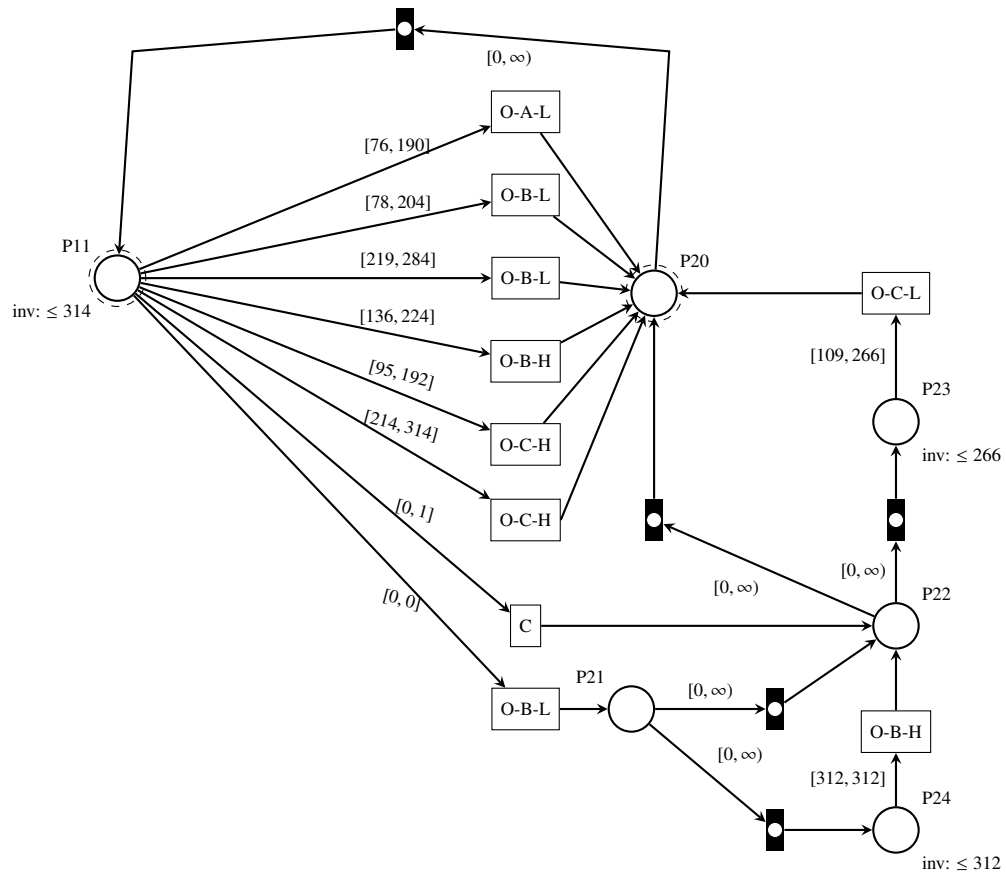 [0, ∞)
O-A-L
[76, 190]
O-B-L
[78, 204]
P11
P20
[219, 284]
O-B-L
O-C-L
inv: ≤ 314
[136, 224]
O-B-H
[109, 266]
[95, 192]
P23
O-C-H
[214, 314]
inv: ≤ 266
O-C-H
[0, 1]
[0, ∞)
[0, ∞)
[0, 0]
P22
C
P21
[0, ∞)
O-B-L
O-B-H
[0, ∞)
[312, 312]
P24
inv: ≤ 312